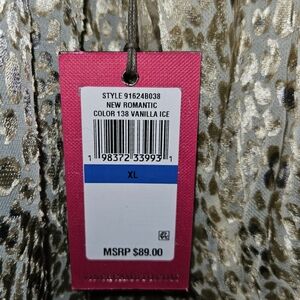 STYLE 91624B038
NEW ROMANTIC
COLOR 138 VANILLA ICE
1 98372 33993 1
XL
MSRP $89.00